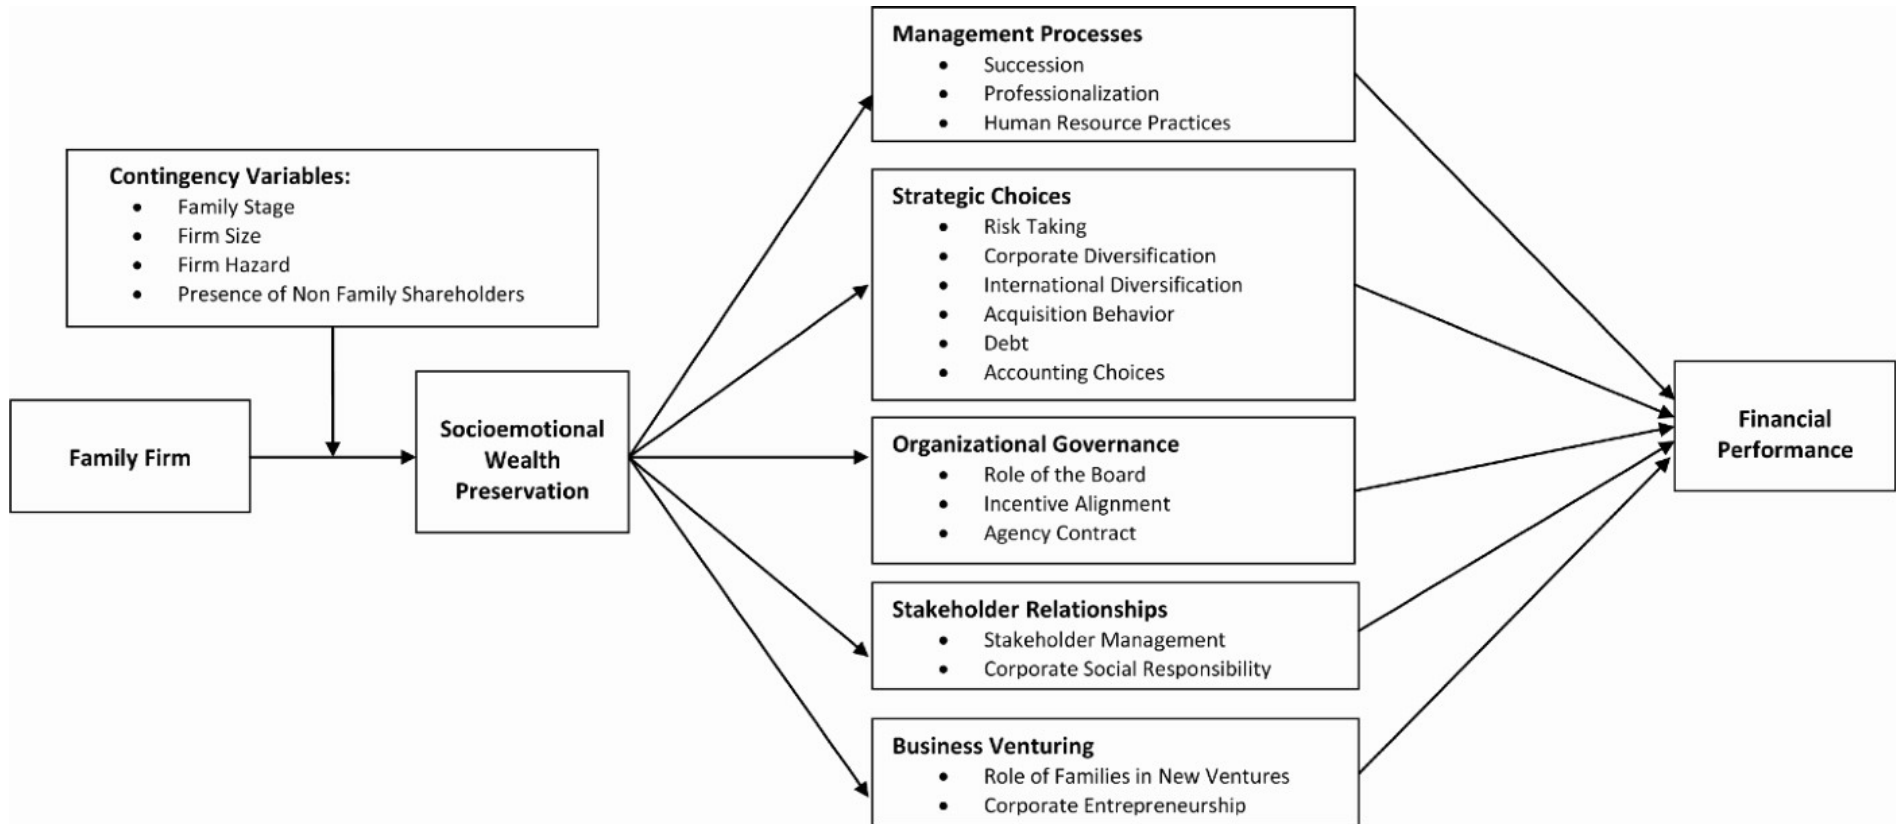 Contingency Variables:
• Family Stage
• Firm Size
• Firm Hazard
• Presence of Non Family Shareholders
Family Firm
Socioemotional
Wealth
Preservation
Management Processes
• Succession
• Professionalization
• Human Resource Practices
Strategic Choices
• Risk Taking
• Corporate Diversification
• International Diversification
• Acquisition Behavior
• Debt
• Accounting Choices
Organizational Governance
• Role of the Board
• Incentive Alignment
• Agency Contract
Stakeholder Relationships
• Stakeholder Management
• Corporate Social Responsibility
Business Venturing
• Role of Families in New Ventures
• Corporate Entrepreneurship
Financial
Performance